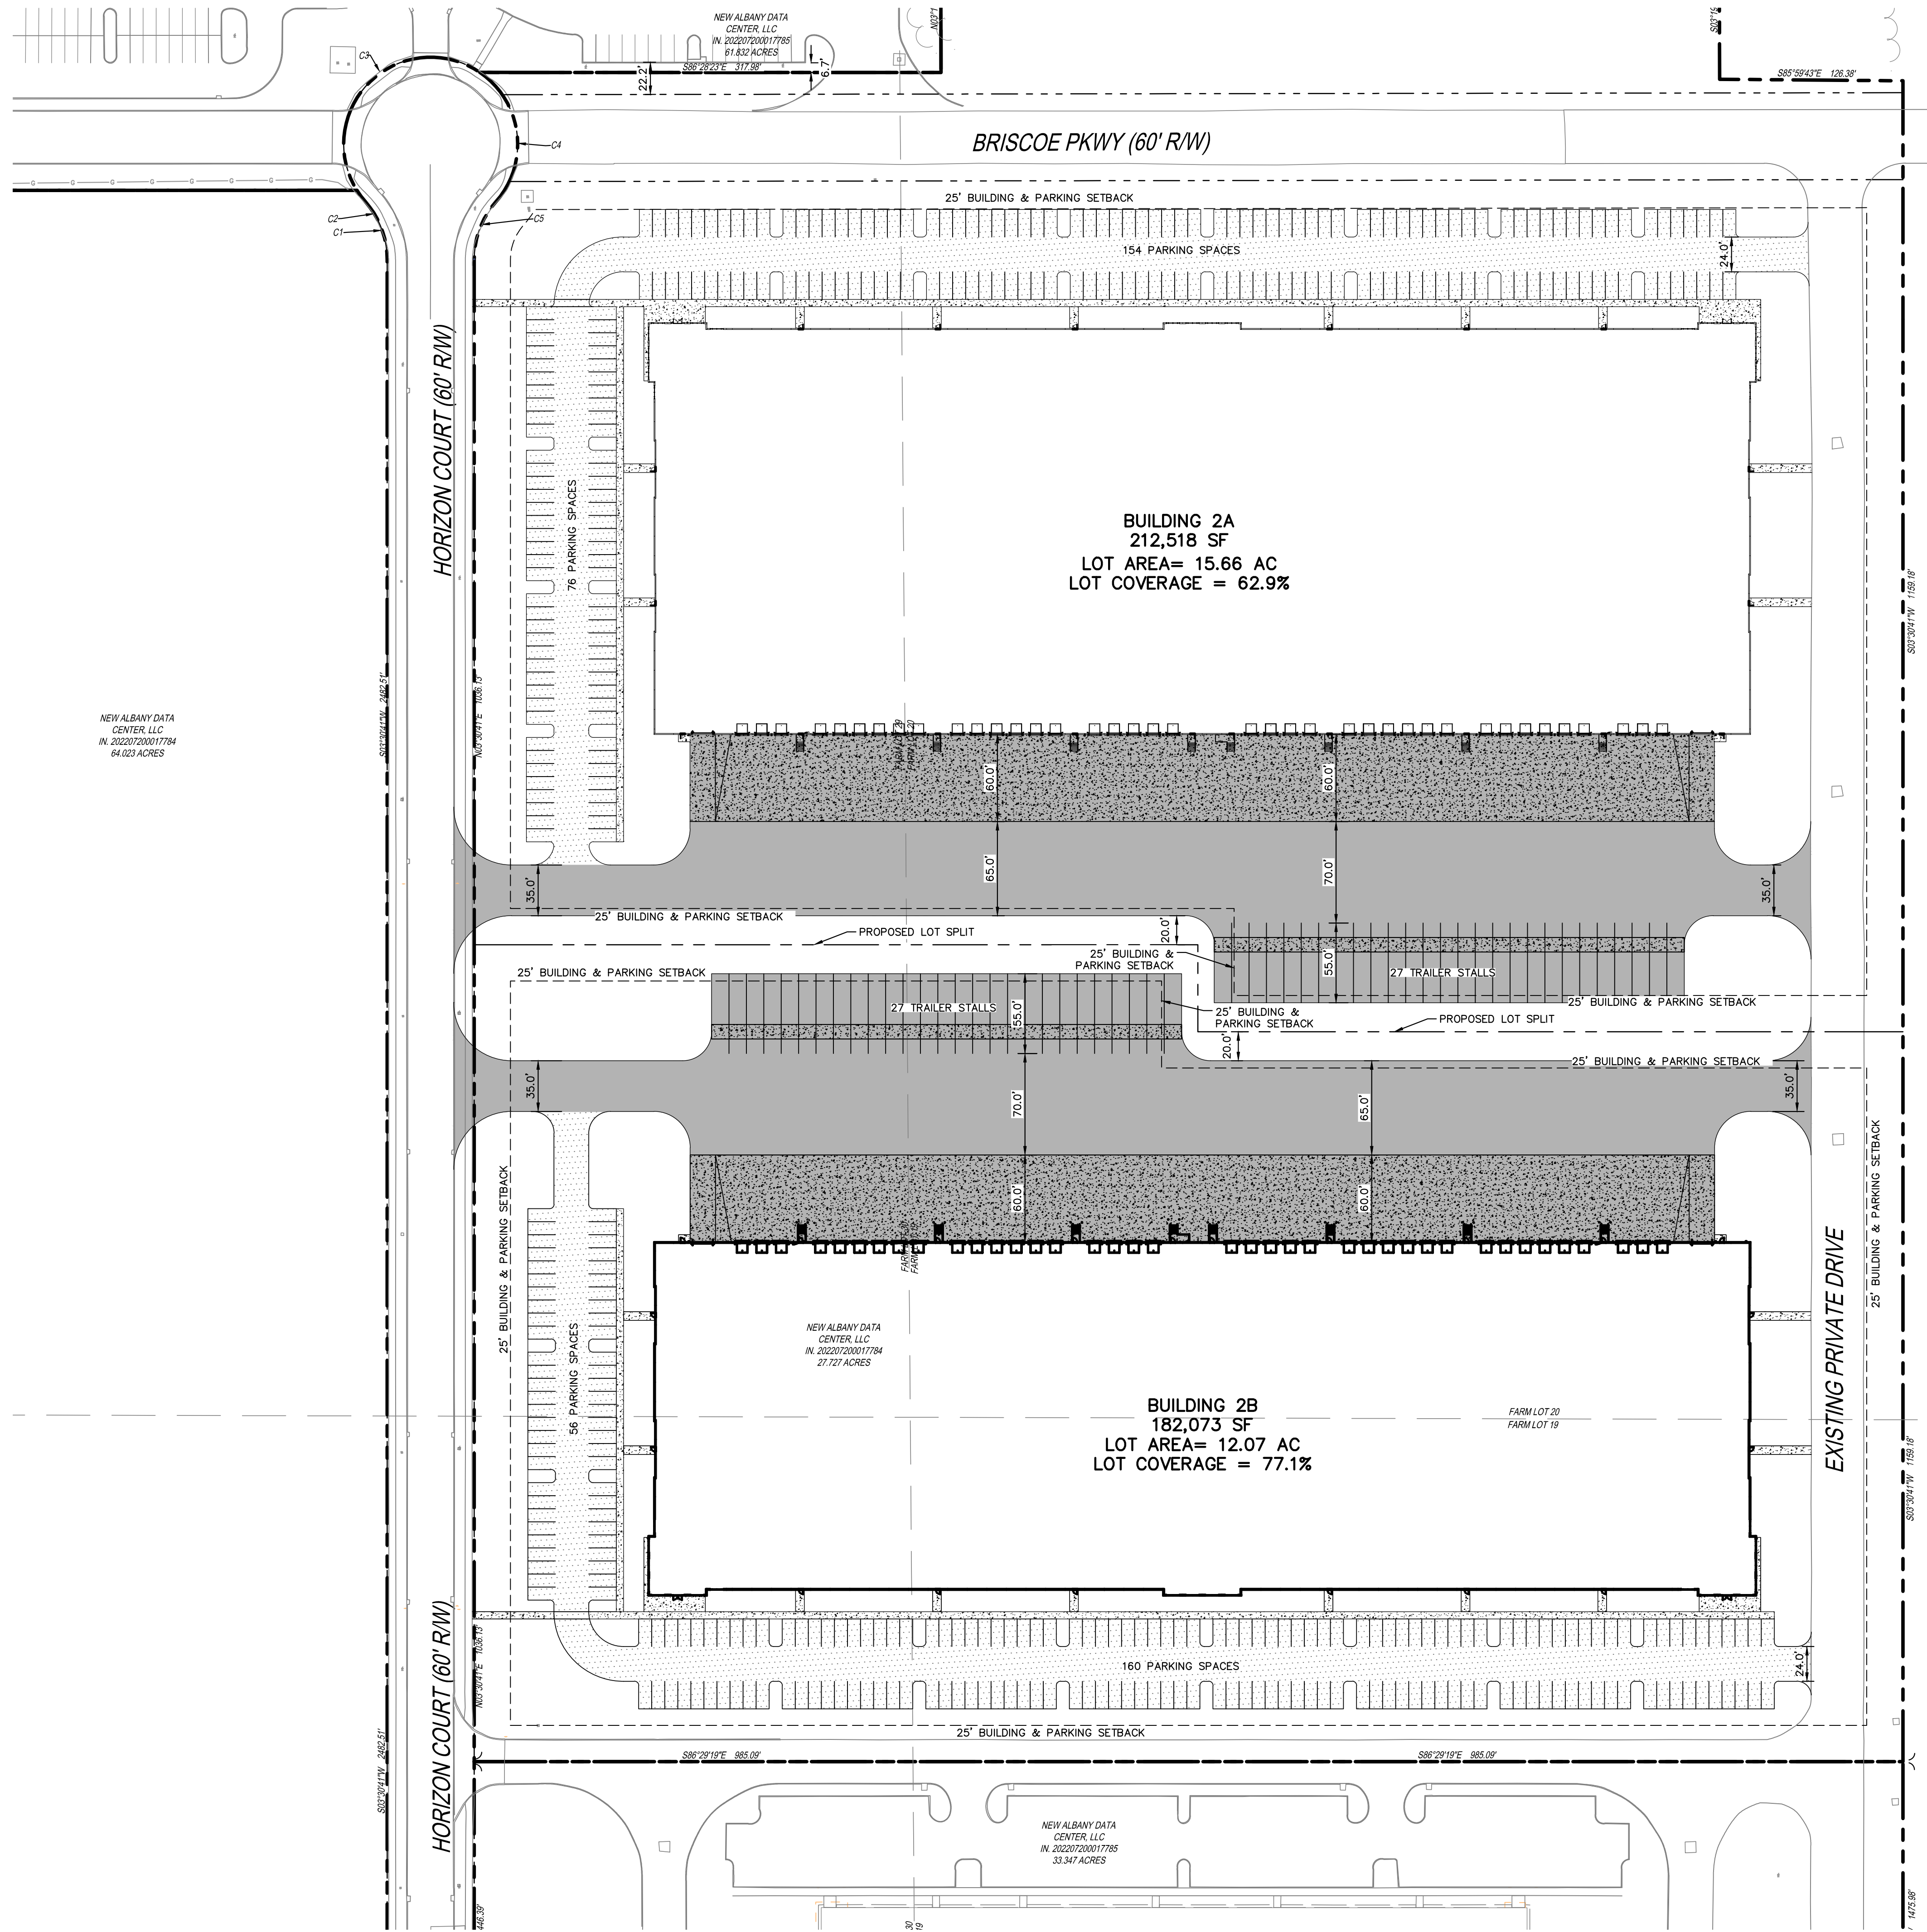 NEW ALBANY DATA
CENTER, LLC
IN. 202207200017785
61.832 ACRES
S86°28'23"E 317.98'
22.2'
6.7'
N03°1
S03°15
S85°59'43"E 126.38'
C3
C4
BRISCOE PKWY (60' R/W)
C2
C1
C5
G G G G G G G G
25' BUILDING & PARKING SETBACK
154 PARKING SPACES
24.0'
HORIZON COURT (60' R/W)
76 PARKING SPACES
BUILDING 2A
212,518 SF
LOT AREA= 15.66 AC
LOT COVERAGE = 62.9%
S03°30'41"W 1159.18'
S03°30'41"W 2482.51'
N03°30'41"E 1036.13'
NEW ALBANY DATA
CENTER, LLC
IN. 202207200017784
64.023 ACRES
60.0'
60.0'
65.0'
70.0'
35.0'
35.0'
25' BUILDING & PARKING SETBACK
PROPOSED LOT SPLIT
20.0'
25' BUILDING &
PARKING SETBACK
55.0'
27 TRAILER STALLS
25' BUILDING & PARKING SETBACK
25' BUILDING & PARKING SETBACK
27 TRAILER STALLS
55.0'
25' BUILDING &
PARKING SETBACK
PROPOSED LOT SPLIT
20.0'
25' BUILDING & PARKING SETBACK
35.0'
35.0'
70.0'
65.0'
60.0'
60.0'
25' BUILDING & PARKING SETBACK
25' BUILDING & PARKING SETBACK
56 PARKING SPACES
NEW ALBANY DATA
CENTER, LLC
IN. 202207200017784
27.727 ACRES
BUILDING 2B
182,073 SF
LOT AREA= 12.07 AC
LOT COVERAGE = 77.1%
FARM LOT 20
FARM LOT 19
EXISTING PRIVATE DRIVE
S03°30'41"W 1159.18'
HORIZON COURT (60' R/W)
N03°30'41"E 1036.13'
S03°30'41"W 2482.51'
160 PARKING SPACES
24.0'
25' BUILDING & PARKING SETBACK
S86°29'19"E 985.09'
S86°29'19"E 985.09'
NEW ALBANY DATA
CENTER, LLC
IN. 202207200017785
33.347 ACRES
446.39'
30
19
1475.98'